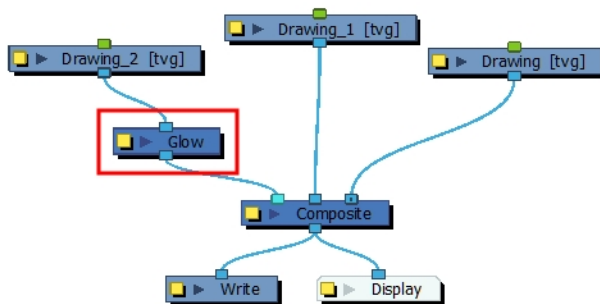 Drawing_1 [tvg]
Drawing_2 [tvg]
Drawing [tvg]
Glow
Composite
Write
Display